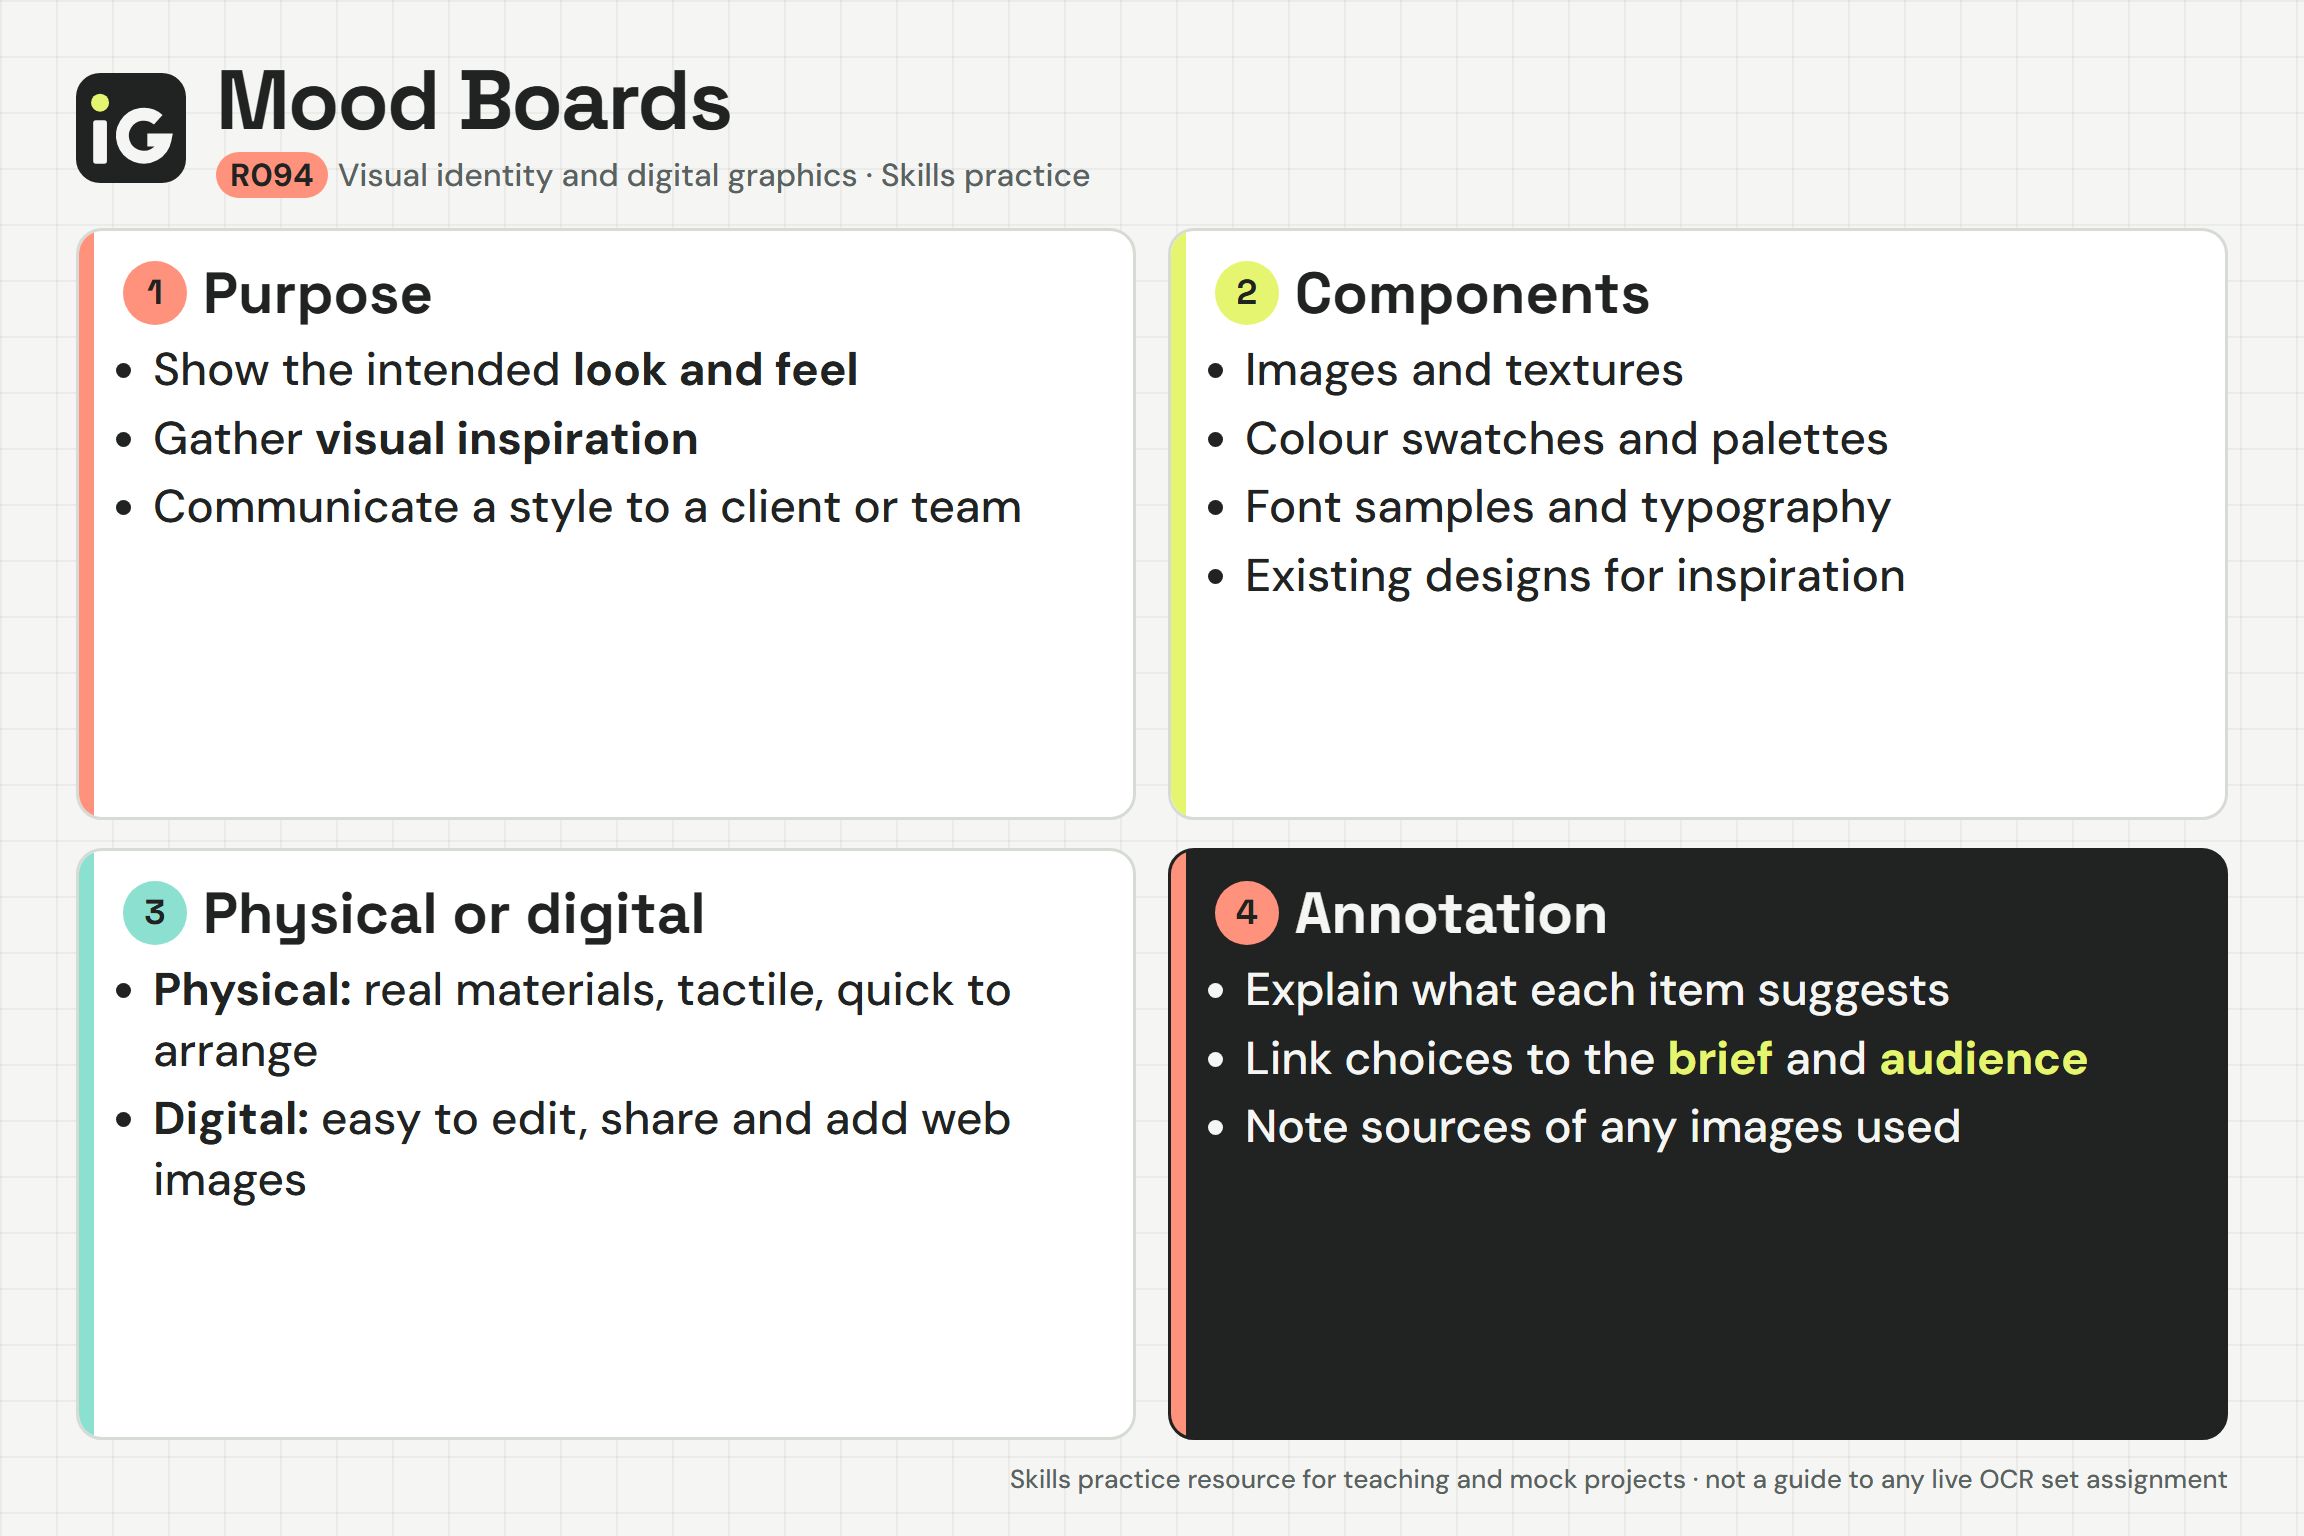 iG
Mood Boards
R094 Visual identity and digital graphics · Skills practice
1 Purpose
• Show the intended look and feel
• Gather visual inspiration
• Communicate a style to a client or team
2 Components
• Images and textures
• Colour swatches and palettes
• Font samples and typography
• Existing designs for inspiration
3 Physical or digital
• Physical: real materials, tactile, quick to
arrange
• Digital: easy to edit, share and add web
images
4 Annotation
• Explain what each item suggests
• Link choices to the brief and audience
• Note sources of any images used
Skills practice resource for teaching and mock projects · not a guide to any live OCR set assignment